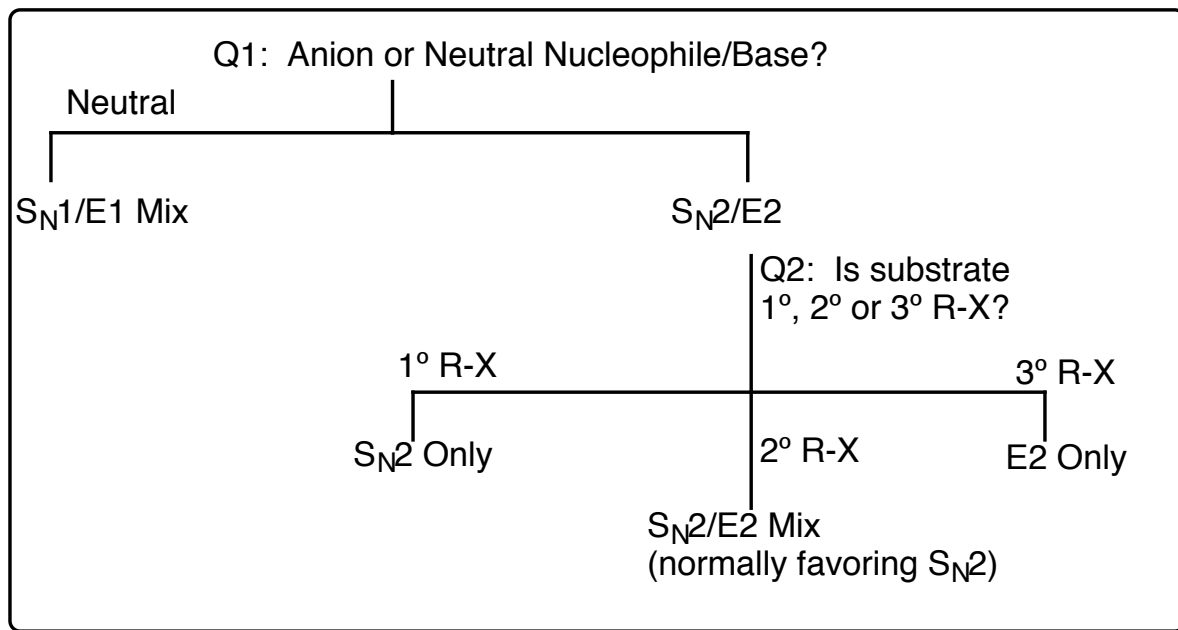 Q1: Anion or Neutral Nucleophile/Base?
Neutral
SN1/E1 Mix
SN2/E2
Q2: Is substrate
1º, 2º or 3º R-X?
1º R-X
3º R-X
SN2 Only
2º R-X
E2 Only
SN2/E2 Mix
(normally favoring SN2)